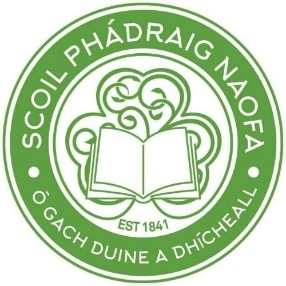 SCOIL PHÁDRAIG NAOFA
EST 1841
Ó GACH DUINE A DHÍCHEALL